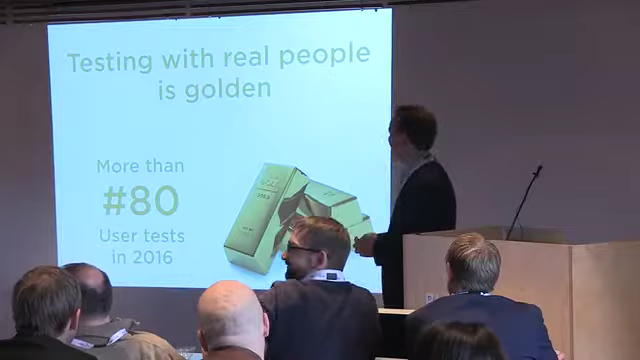 Testing with real people
is golden
More than
#80
User tests
in 2016